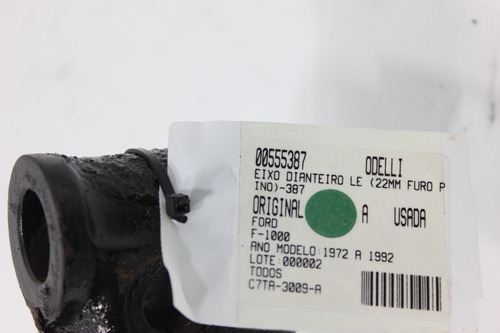 00555387 ODELLI
EIXO DIANTEIRO LE (22MM FURO P
INO)-387
ORIGINAL A USADA
FORD
F-1000
ANO MODELO:1972 A 1992
LOTE:000002
TODOS
C7TA-3009-A